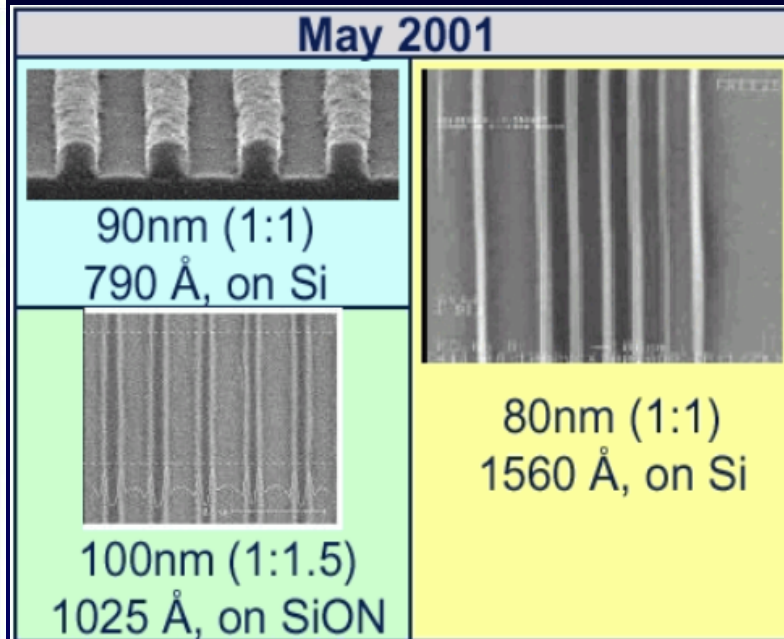 May 2001
90nm (1:1)
790 Å, on Si
100nm (1:1.5)
1025 Å, on SiON
FREEZE
80nm (1:1)
1560 Å, on Si